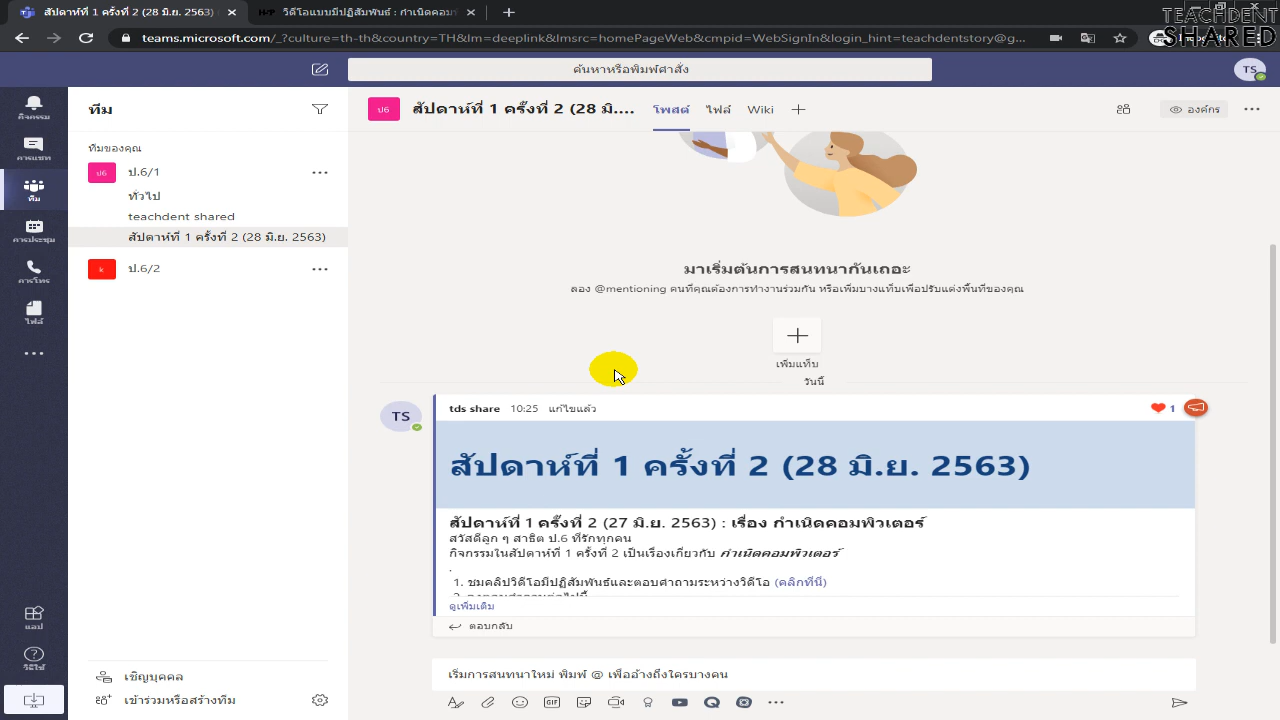 สัปดาห์ที่ 1 ครั้งที่ 2 (28 มิ.ย. 2563)
H-P วิดีโอแบบมีปฏิสัมพันธ์ : กำเนิดคอม
TEACHDENT
SHARED
teams.microsoft.com/_?culture=th-th&country=TH&lm=deeplink&lmsrc=homePageWeb&cmpid=WebSignIn&login_hint=teachdentstory@g...
ค้นหาหรือพิมพ์คำสั่ง
TS
กิจกรรม
การแชท
ทีม
การประชุม
การโทร
ไฟล์
แอป
วิธีใช้
ทีม
ทีมของคุณ
ป6 ป.6/1
ทั่วไป
teachdent shared
สัปดาห์ที่ 1 ครั้งที่ 2 (28 มิ.ย. 2563)
k ป.6/2
เชิญบุคคล
เข้าร่วมหรือสร้างทีม
ป6 สัปดาห์ที่ 1 ครั้งที่ 2 (28 มิ.... โพสต์ ไฟล์ Wiki องค์กร
มาเริ่มต้นการสนทนากันเถอะ
ลอง @mentioning คนที่คุณต้องการทำงานร่วมกัน หรือเพิ่มบางแท็บเพื่อปรับแต่งพื้นที่ของคุณ
เพิ่มแท็บ
วันนี้
TS tds share 10:25 แก้ไขแล้ว 1
สัปดาห์ที่ 1 ครั้งที่ 2 (28 มิ.ย. 2563)
สัปดาห์ที่ 1 ครั้งที่ 2 (27 มิ.ย. 2563) : เรื่อง กำเนิดคอมพิวเตอร์
สวัสดีลูก ๆ สาธิต ป.6 ที่รักทุกคน
กิจกรรมในสัปดาห์ที่ 1 ครั้งที่ 2 เป็นเรื่องเกี่ยวกับ กำเนิดคอมพิวเตอร์
.
1. ชมคลิปวิดีโอมีปฏิสัมพันธ์และตอบคำถามระหว่างวิดีโอ (คลิกที่นี่)
ดูเพิ่มเติม
ตอบกลับ
เริ่มการสนทนาใหม่ พิมพ์ @ เพื่ออ้างถึงใครบางคน
GIF